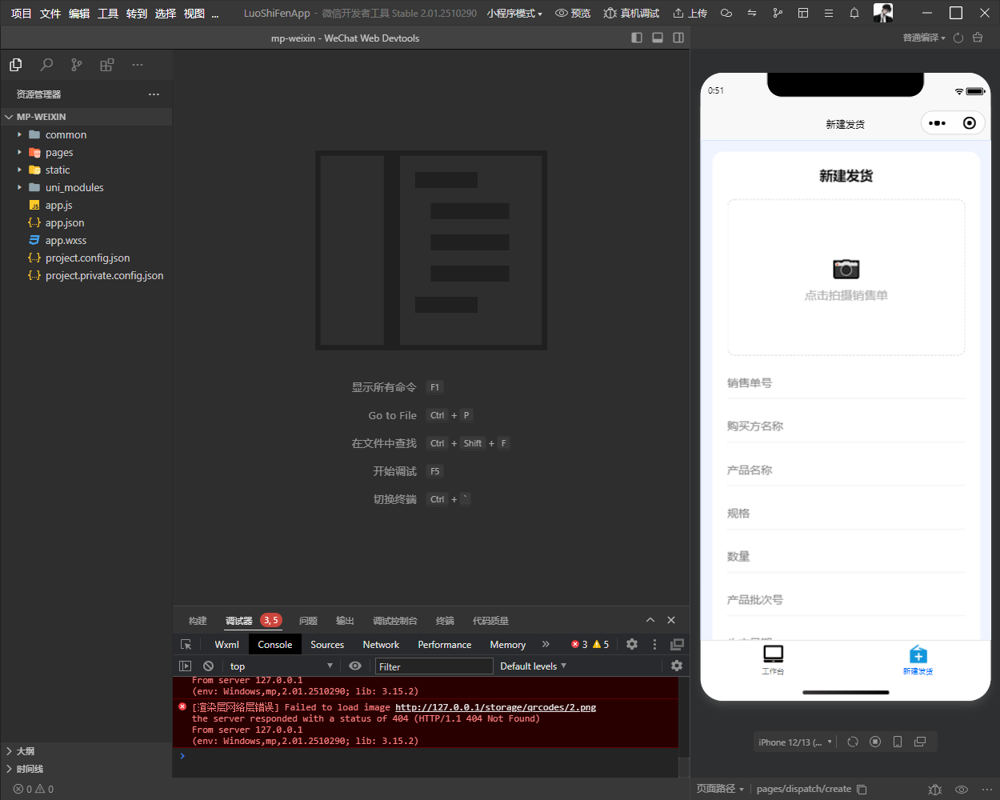 项目 文件 编辑 工具 转到 选择 视图 ... LuoShiFenApp - 微信开发者工具 Stable 2.01.2510290 小程序模式 预览 真机调试 上传
mp-weixin - WeChat Web Devtools
普通编译
资源管理器
MP-WEIXIN
common
pages
static
uni_modules
app.js
app.json
app.wxss
project.config.json
project.private.config.json
大纲
时间线
0 0
显示所有命令 F1
Go to File Ctrl + P
在文件中查找 Ctrl + Shift + F
开始调试 F5
切换终端 Ctrl + `
构建 调试器 3, 5 问题 输出 调试控制台 终端 代码质量
Wxml Console Sources Network Performance Memory 3 5
top Filter Default levels
From server 127.0.0.1
(env: Windows,mp,2.01.2510290; lib: 3.15.2)
[渲染层网络层错误] Failed to load image http://127.0.0.1/storage/qrcodes/2.png
the server responded with a status of 404 (HTTP/1.1 404 Not Found)
From server 127.0.0.1
(env: Windows,mp,2.01.2510290; lib: 3.15.2)
0:51
新建发货
新建发货
点击拍摄销售单
销售单号
购买方名称
产品名称
规格
数量
产品批次号
工作台
新建发货
iPhone 12/13 (...
页面路径 pages/dispatch/create